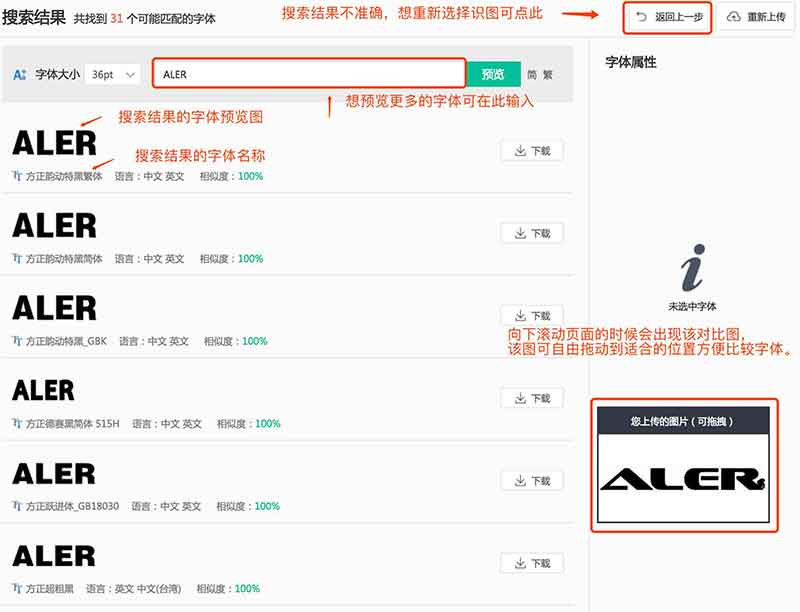 搜索结果 共找到 31 个可能匹配的字体
搜索结果不准确，想重新选择识图可点此
返回上一步
重新上传
字体大小 36pt ALER 预览 简 繁
字体属性
想预览更多的字体可在此输入
搜索结果的字体预览图
ALER
下载
搜索结果的字体名称
方正韵动特黑繁体 语言：中文 英文 相似度：100%
ALER
下载
方正韵动特黑简体 语言：中文 英文 相似度：100%
未选中字体
ALER
下载
方正韵动特黑_GBK 语言：中文 英文 相似度：100%
向下滚动页面的时候会出现该对比图，
该图可自由拖动到适合的位置方便比较字体。
ALER
下载
方正德赛黑简体 515H 语言：中文 英文 相似度：100%
您上传的图片（可拖拽）
ALER
ALER
下载
方正跃进体_GB18030 语言：中文 英文 相似度：100%
ALER
下载
方正超粗黑 语言：英文 中文(台湾) 相似度：100%